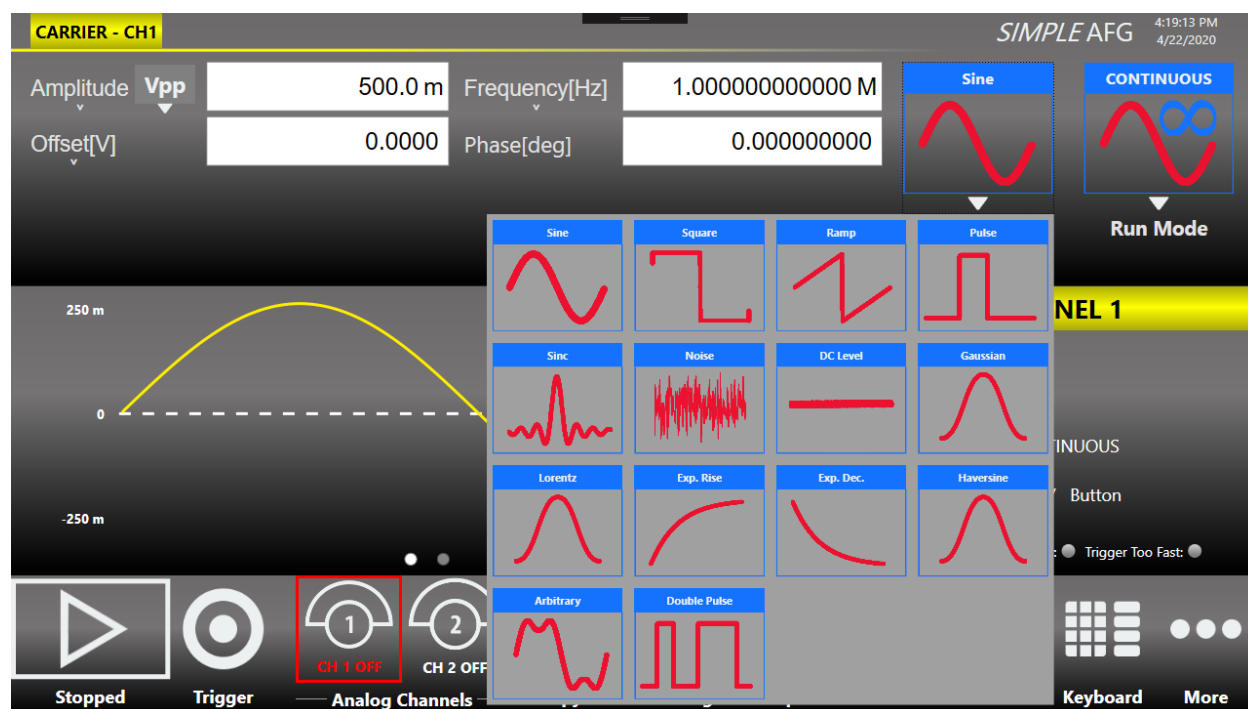 CARRIER - CH1
SIMPLE AFG
4:19:13 PM
4/22/2020
Amplitude
Vpp
500.0 m
Frequency[Hz]
1.000000000000 M
Offset[V]
0.0000
Phase[deg]
0.000000000
Sine
CONTINUOUS
Run Mode
Sine
Square
Ramp
Pulse
250 m
NEL 1
Sinc
Noise
DC Level
Gaussian
0
INUOUS
Lorentz
Exp. Rise
Exp. Dec.
Haversine
Button
-250 m
: Trigger Too Fast:
Arbitrary
Double Pulse
1
CH 1 OFF
2
CH 2 OFF
Stopped
Trigger
Analog Channels
Keyboard
More